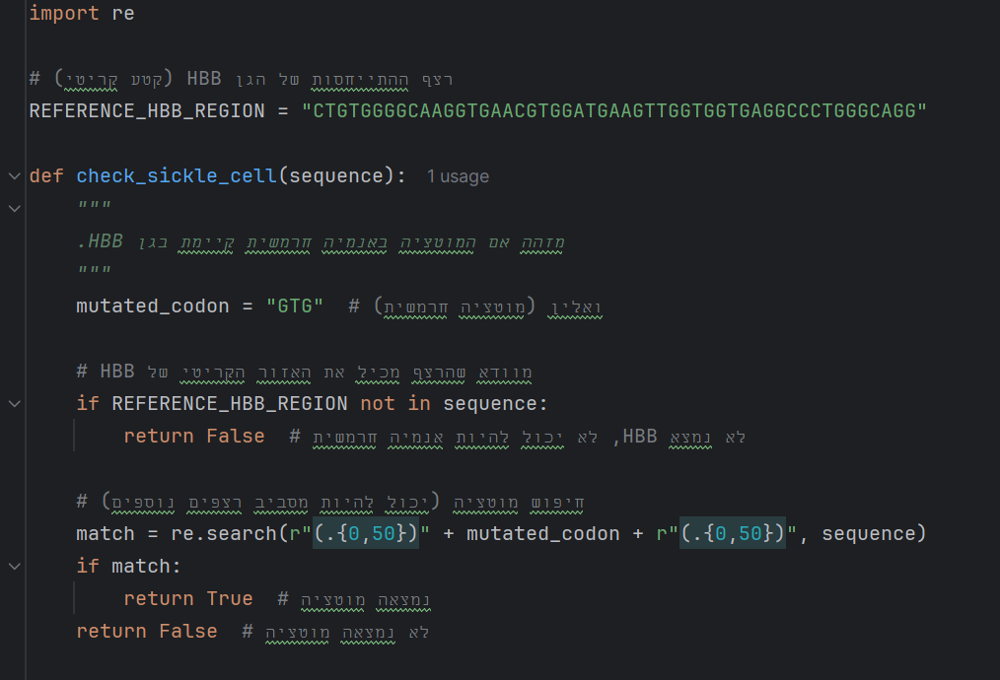 import re
# רצף ההתייחסות של הגן HBB (קטע קריטי)
REFERENCE_HBB_REGION = "CTGTGGGGCAAGGTGAACGTGGATGAAGTTGGTGGTGAGGCCCTGGGCAGG"
def check_sickle_cell(sequence): 1 usage
"""
מזהה אם המוטציה באנמיה חרמשית קיימת בגן HBB.
"""
mutated_codon = "GTG" # ואלין (מוטציה חרמשית)
# מוודא שהרצף מכיל את האזור הקריטי של HBB
if REFERENCE_HBB_REGION not in sequence:
return False # לא נמצא HBB, לא יכול להיות אנמיה חרמשית
# חיפוש מוטציה (יכול להיות מסביב רצפים נוספים)
match = re.search(r"(.{0,50})" + mutated_codon + r"(.{0,50})", sequence)
if match:
return True # נמצאה מוטציה
return False # לא נמצאה מוטציה